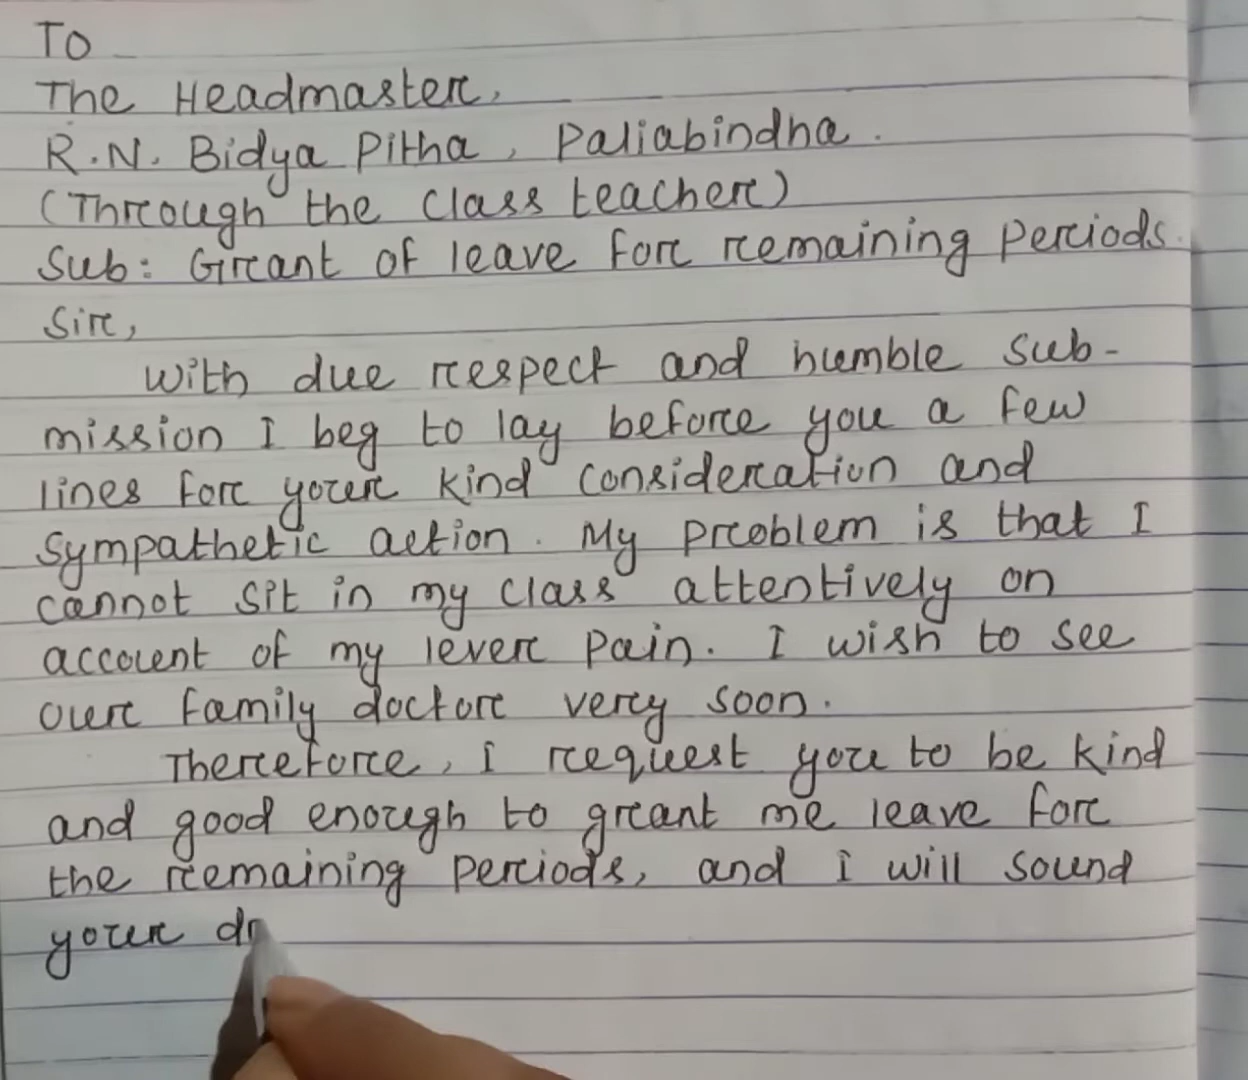 To
The Headmaster,
R.N. Bidya Pitha, Paliabindha.
(Through the class teacher)
Sub: Grant of leave for remaining periods.
Sir,
With due respect and humble sub-
mission I beg to lay before you a few
lines for your kind consideration and
sympathetic action. My problem is that I
cannot sit in my class attentively on
account of my lever pain. I wish to see
our family doctor very soon.
Therefore, I request you to be kind
and good enough to grant me leave for
the remaining periods, and I will sound
your